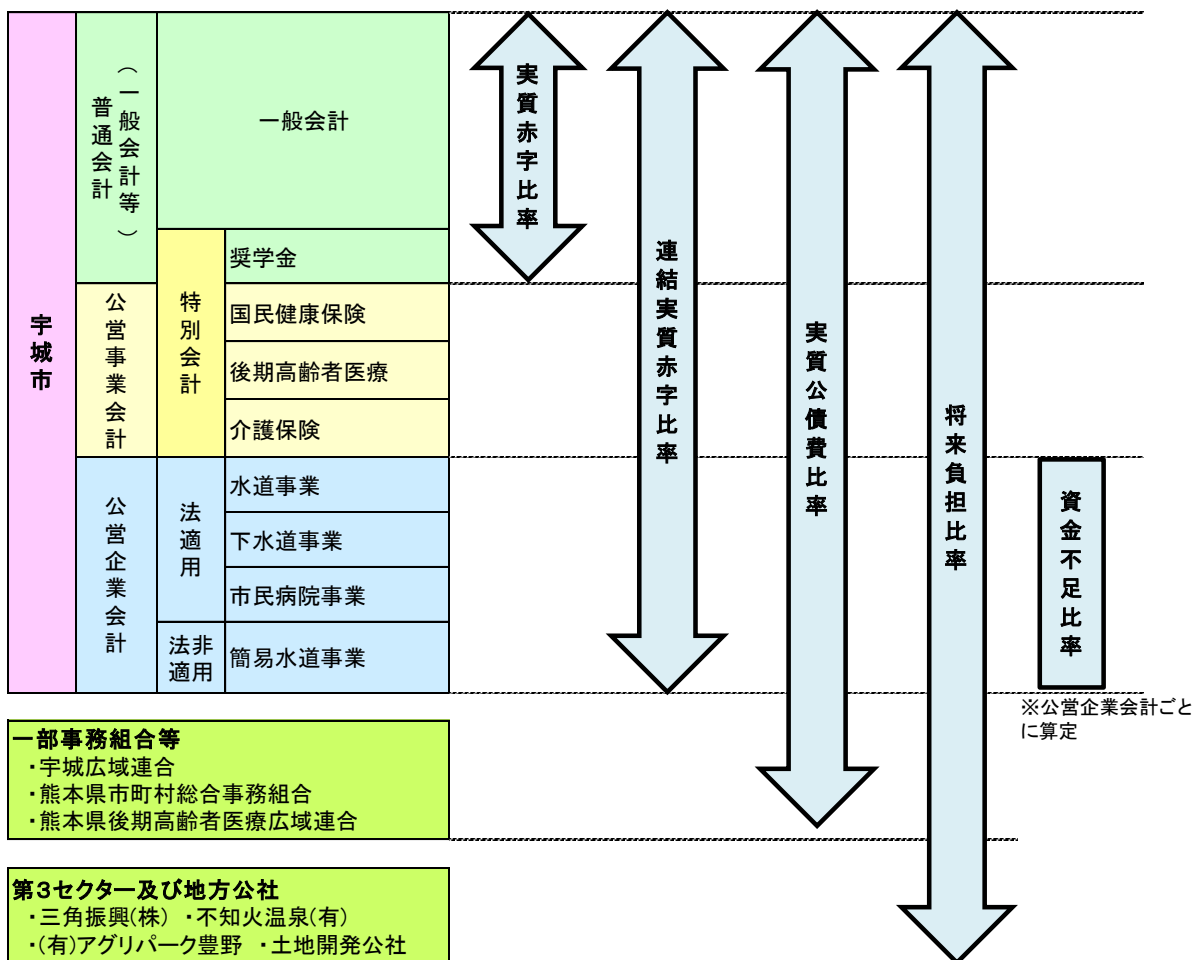 宇城市
普通会計
（一般会計等）
一般会計
特別会計
奨学金
公営事業会計
国民健康保険
後期高齢者医療
介護保険
公営企業会計
法適用
水道事業
下水道事業
市民病院事業
法非適用
簡易水道事業
実質赤字比率
連結実質赤字比率
実質公債費比率
将来負担比率
資金不足比率
※公営企業会計ごと
に算定
一部事務組合等
・宇城広域連合
・熊本県市町村総合事務組合
・熊本県後期高齢者医療広域連合
第3セクター及び地方公社
・三角振興(株) ・不知火温泉(有)
・(有)アグリパーク豊野 ・土地開発公社